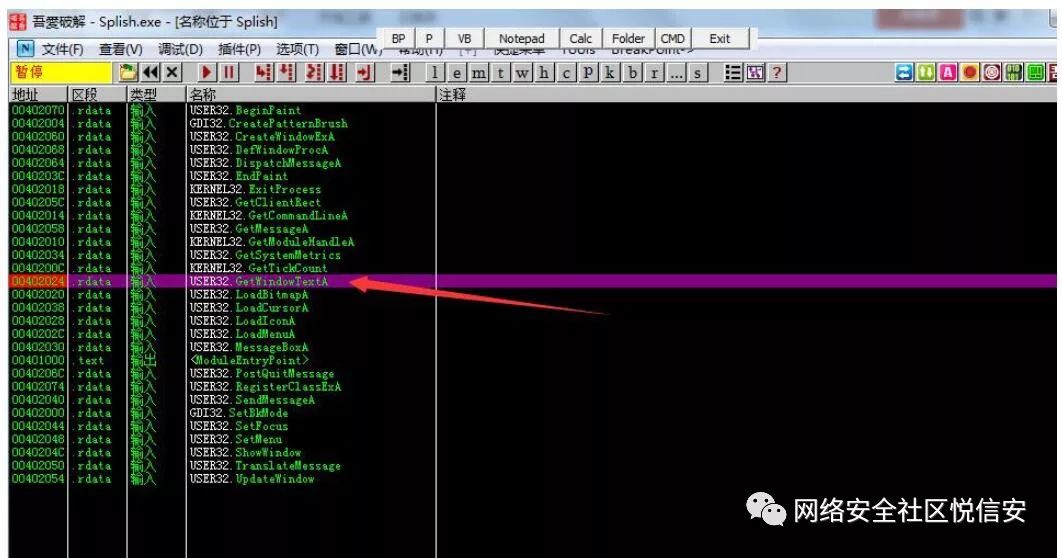 吾愛破解 - Splish.exe - [名称位于 Splish]
BP P VB Notepad Calc Folder CMD Exit
文件(F) 查看(V) 调试(D) 插件(P) 选项(T) 窗口(W)
暂停 l e m t w h c P k b r ... s ?
地址 区段 类型 名称 注释
00402070 .rdata 输入 USER32.BeginPaint
00402004 .rdata 输入 GDI32.CreatePatternBrush
00402060 .rdata 输入 USER32.CreateWindowExA
00402068 .rdata 输入 USER32.DefWindowProcA
00402064 .rdata 输入 USER32.DispatchMessageA
0040203C .rdata 输入 USER32.EndPaint
00402018 .rdata 输入 KERNEL32.ExitProcess
0040205C .rdata 输入 USER32.GetClientRect
00402014 .rdata 输入 KERNEL32.GetCommandLineA
00402058 .rdata 输入 USER32.GetMessageA
00402010 .rdata 输入 KERNEL32.GetModuleHandleA
00402034 .rdata 输入 USER32.GetSystemMetrics
0040200C .rdata 输入 KERNEL32.GetTickCount
00402024 .rdata 输入 USER32.GetWindowTextA
00402020 .rdata 输入 USER32.LoadBitmapA
00402038 .rdata 输入 USER32.LoadCursorA
00402028 .rdata 输入 USER32.LoadIconA
0040202C .rdata 输入 USER32.LoadMenuA
00402030 .rdata 输入 USER32.MessageBoxA
00401000 .text 输出 <ModuleEntryPoint>
0040206C .rdata 输入 USER32.PostQuitMessage
00402074 .rdata 输入 USER32.RegisterClassExA
00402040 .rdata 输入 USER32.SendMessageA
00402000 .rdata 输入 GDI32.SetBkMode
00402044 .rdata 输入 USER32.SetFocus
00402048 .rdata 输入 USER32.SetMenu
0040204C .rdata 输入 USER32.ShowWindow
00402050 .rdata 输入 USER32.TranslateMessage
00402054 .rdata 输入 USER32.UpdateWindow
网络安全社区悦信安